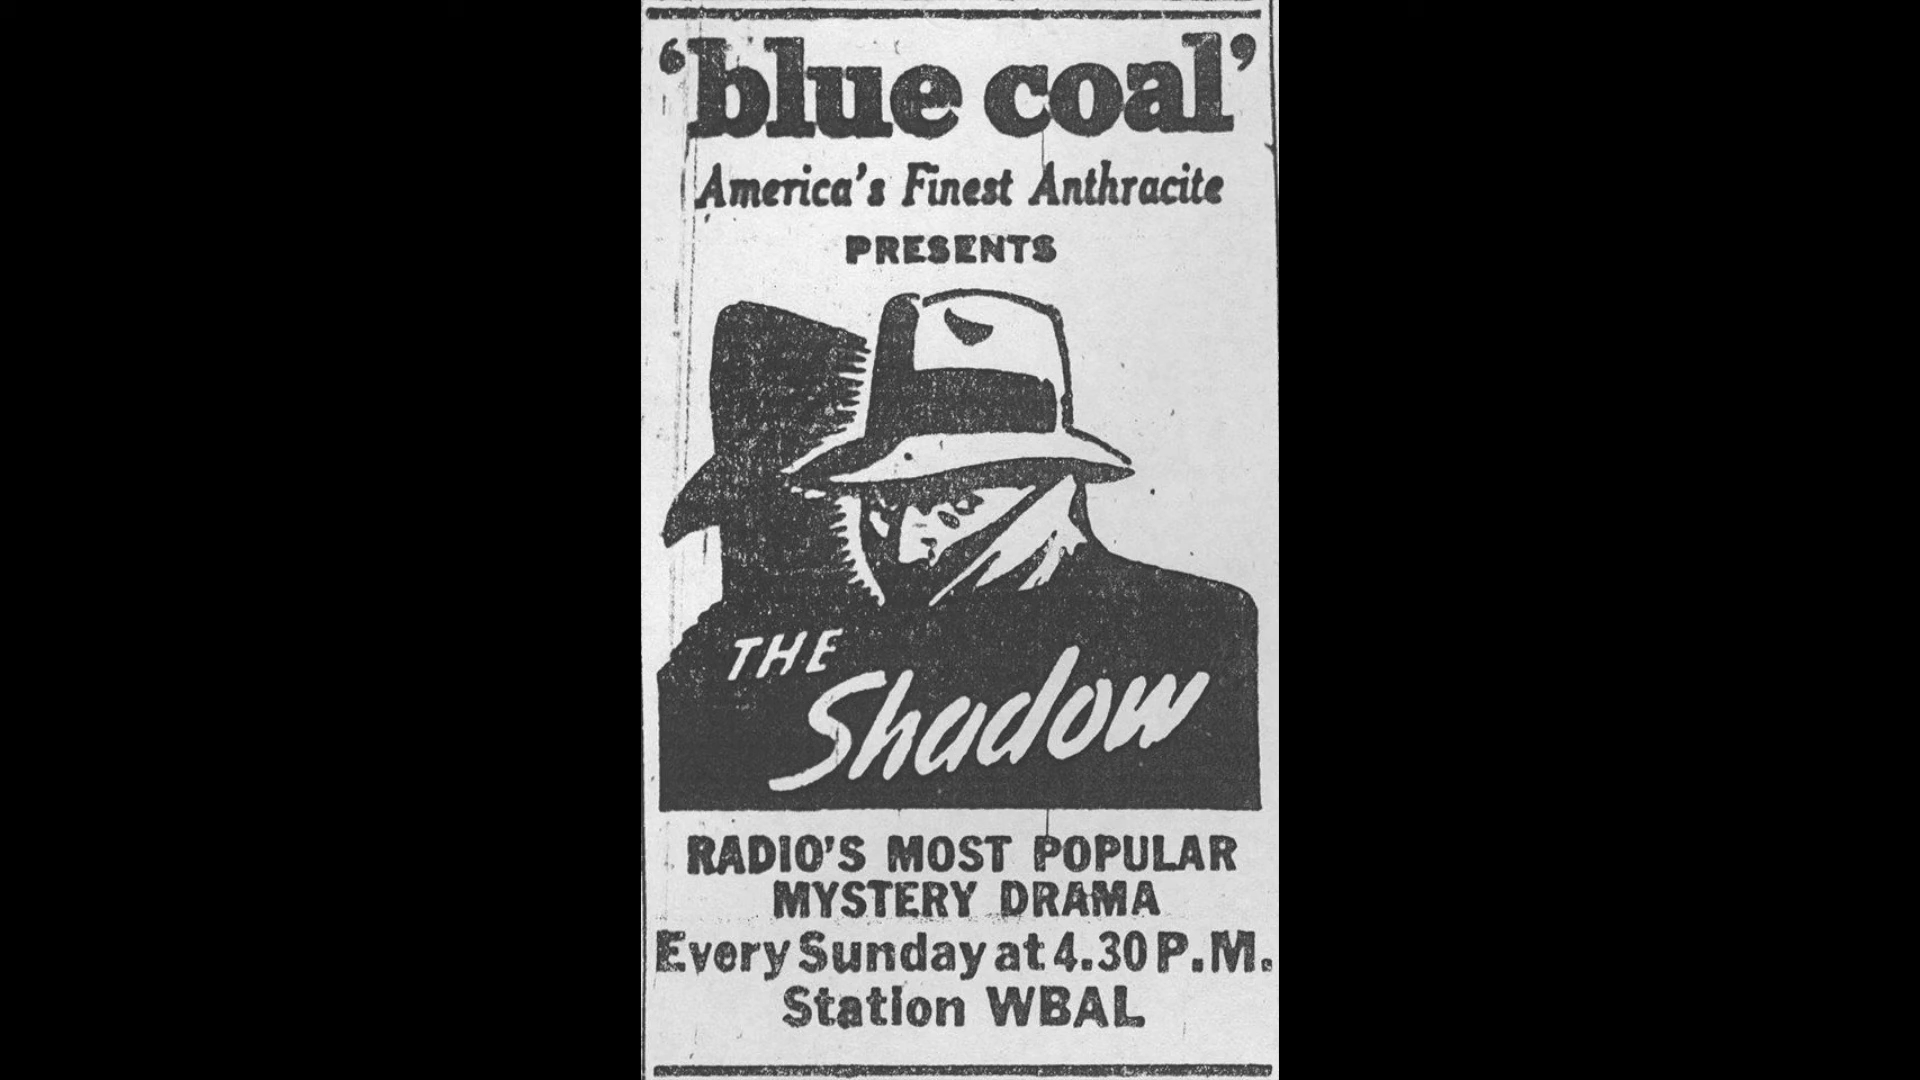 'blue coal'
America's Finest Anthracite
PRESENTS
THE
Shadow
RADIO'S MOST POPULAR
MYSTERY DRAMA
Every Sunday at 4.30 P.M.
Station WBAL